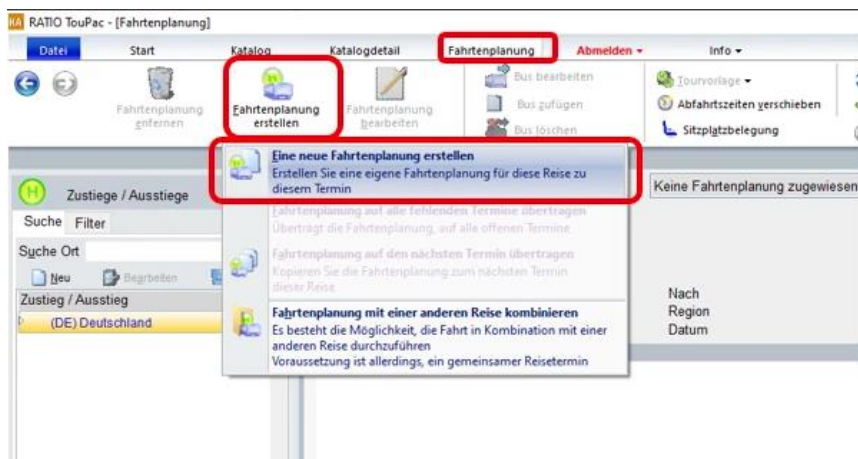 RATIO TouPac - [Fahrtenplanung]
Datei Start Katalog Katalogdetail Fahrtenplanung Abmelden Info
Fahrtenplanung enfernen
Fahrtenplanung erstellen
Fahrtenplanung bearbeiten
Bus bearbeiten
Bus zufügen
Bus löschen
Tourvorlage
Abfahrtszeiten verschieben
Sitzplatzbelegung
Eine neue Fahrtenplanung erstellen
Erstellen Sie eine eigene Fahrtenplanung für diese Reise zu
diesem Termin
Fahrtenplanung auf alle fehlenden Termine übertragen
Überträgt die Fahrtenplanung, auf alle offenen Termine
Fahrtenplanung auf den nächsten Termin übertragen
Kopieren Sie die Fahrtenplanung zum nächsten Termin
dieser Reise
Fahrtenplanung mit einer anderen Reise kombinieren
Es besteht die Möglichkeit, die Fahrt in Kombination mit einer
anderen Reise durchzuführen
Voraussetzung ist allerdings, ein gemeinsamer Reisetermin
H Zustiege / Ausstiege
Suche Filter
Suche Ort
Neu Bearbeiten
Zustieg / Ausstieg
(DE) Deutschland
Keine Fahrtenplanung zugewiesen
Nach
Region
Datum